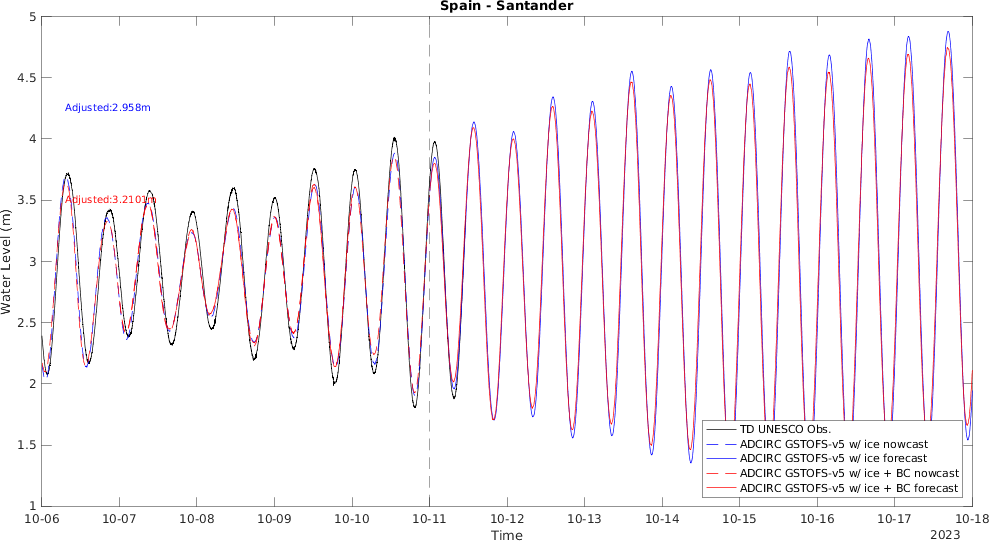 Spain - Santander
5
4.5
4
3.5
3
2.5
2
1.5
1
Water Level (m)
Adjusted:2.958m
Adjusted:3.2101m
TD UNESCO Obs.
ADCIRC GSTOFS-v5 w/ ice nowcast
ADCIRC GSTOFS-v5 w/ ice forecast
ADCIRC GSTOFS-v5 w/ ice + BC nowcast
ADCIRC GSTOFS-v5 w/ ice + BC forecast
10-06 10-07 10-08 10-09 10-10 10-11 10-12 10-13 10-14 10-15 10-16 10-17 10-18
Time
2023